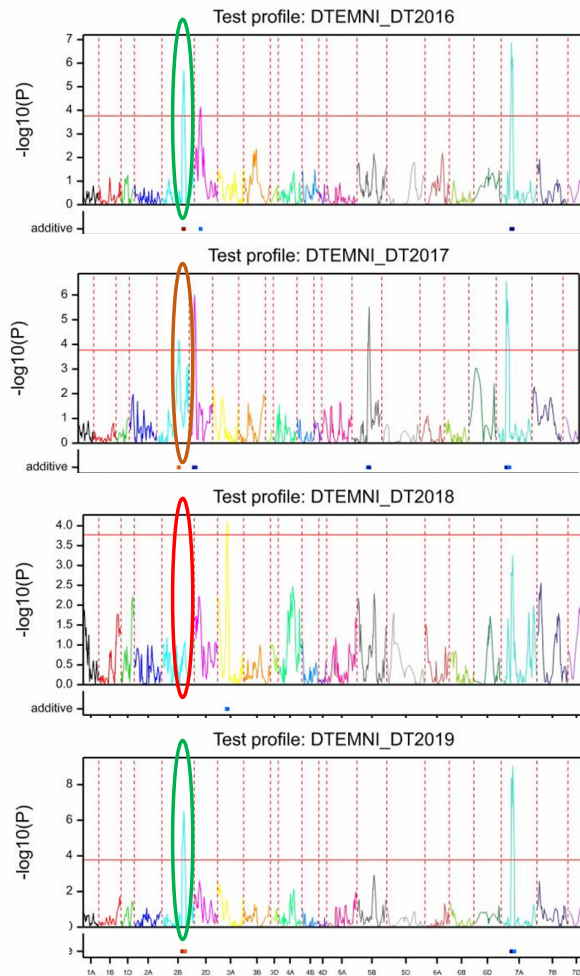 Test profile: DTEMNI_DT2016
-log10(P)
7
6
5
4
3
2
1
0
additive
Test profile: DTEMNI_DT2017
-log10(P)
6
5
4
3
2
1
0
additive
Test profile: DTEMNI_DT2018
-log10(P)
4.0
3.5
3.0
2.5
2.0
1.5
1.0
0.5
0.0
additive
Test profile: DTEMNI_DT2019
-log10(P)
8
6
4
2
0
e
1A 1B 1D 2A 2B 2D 3A 3B 3D 4A 4B 4D 5A 5B 5D 6A 6B 6D 7A 7B 7D